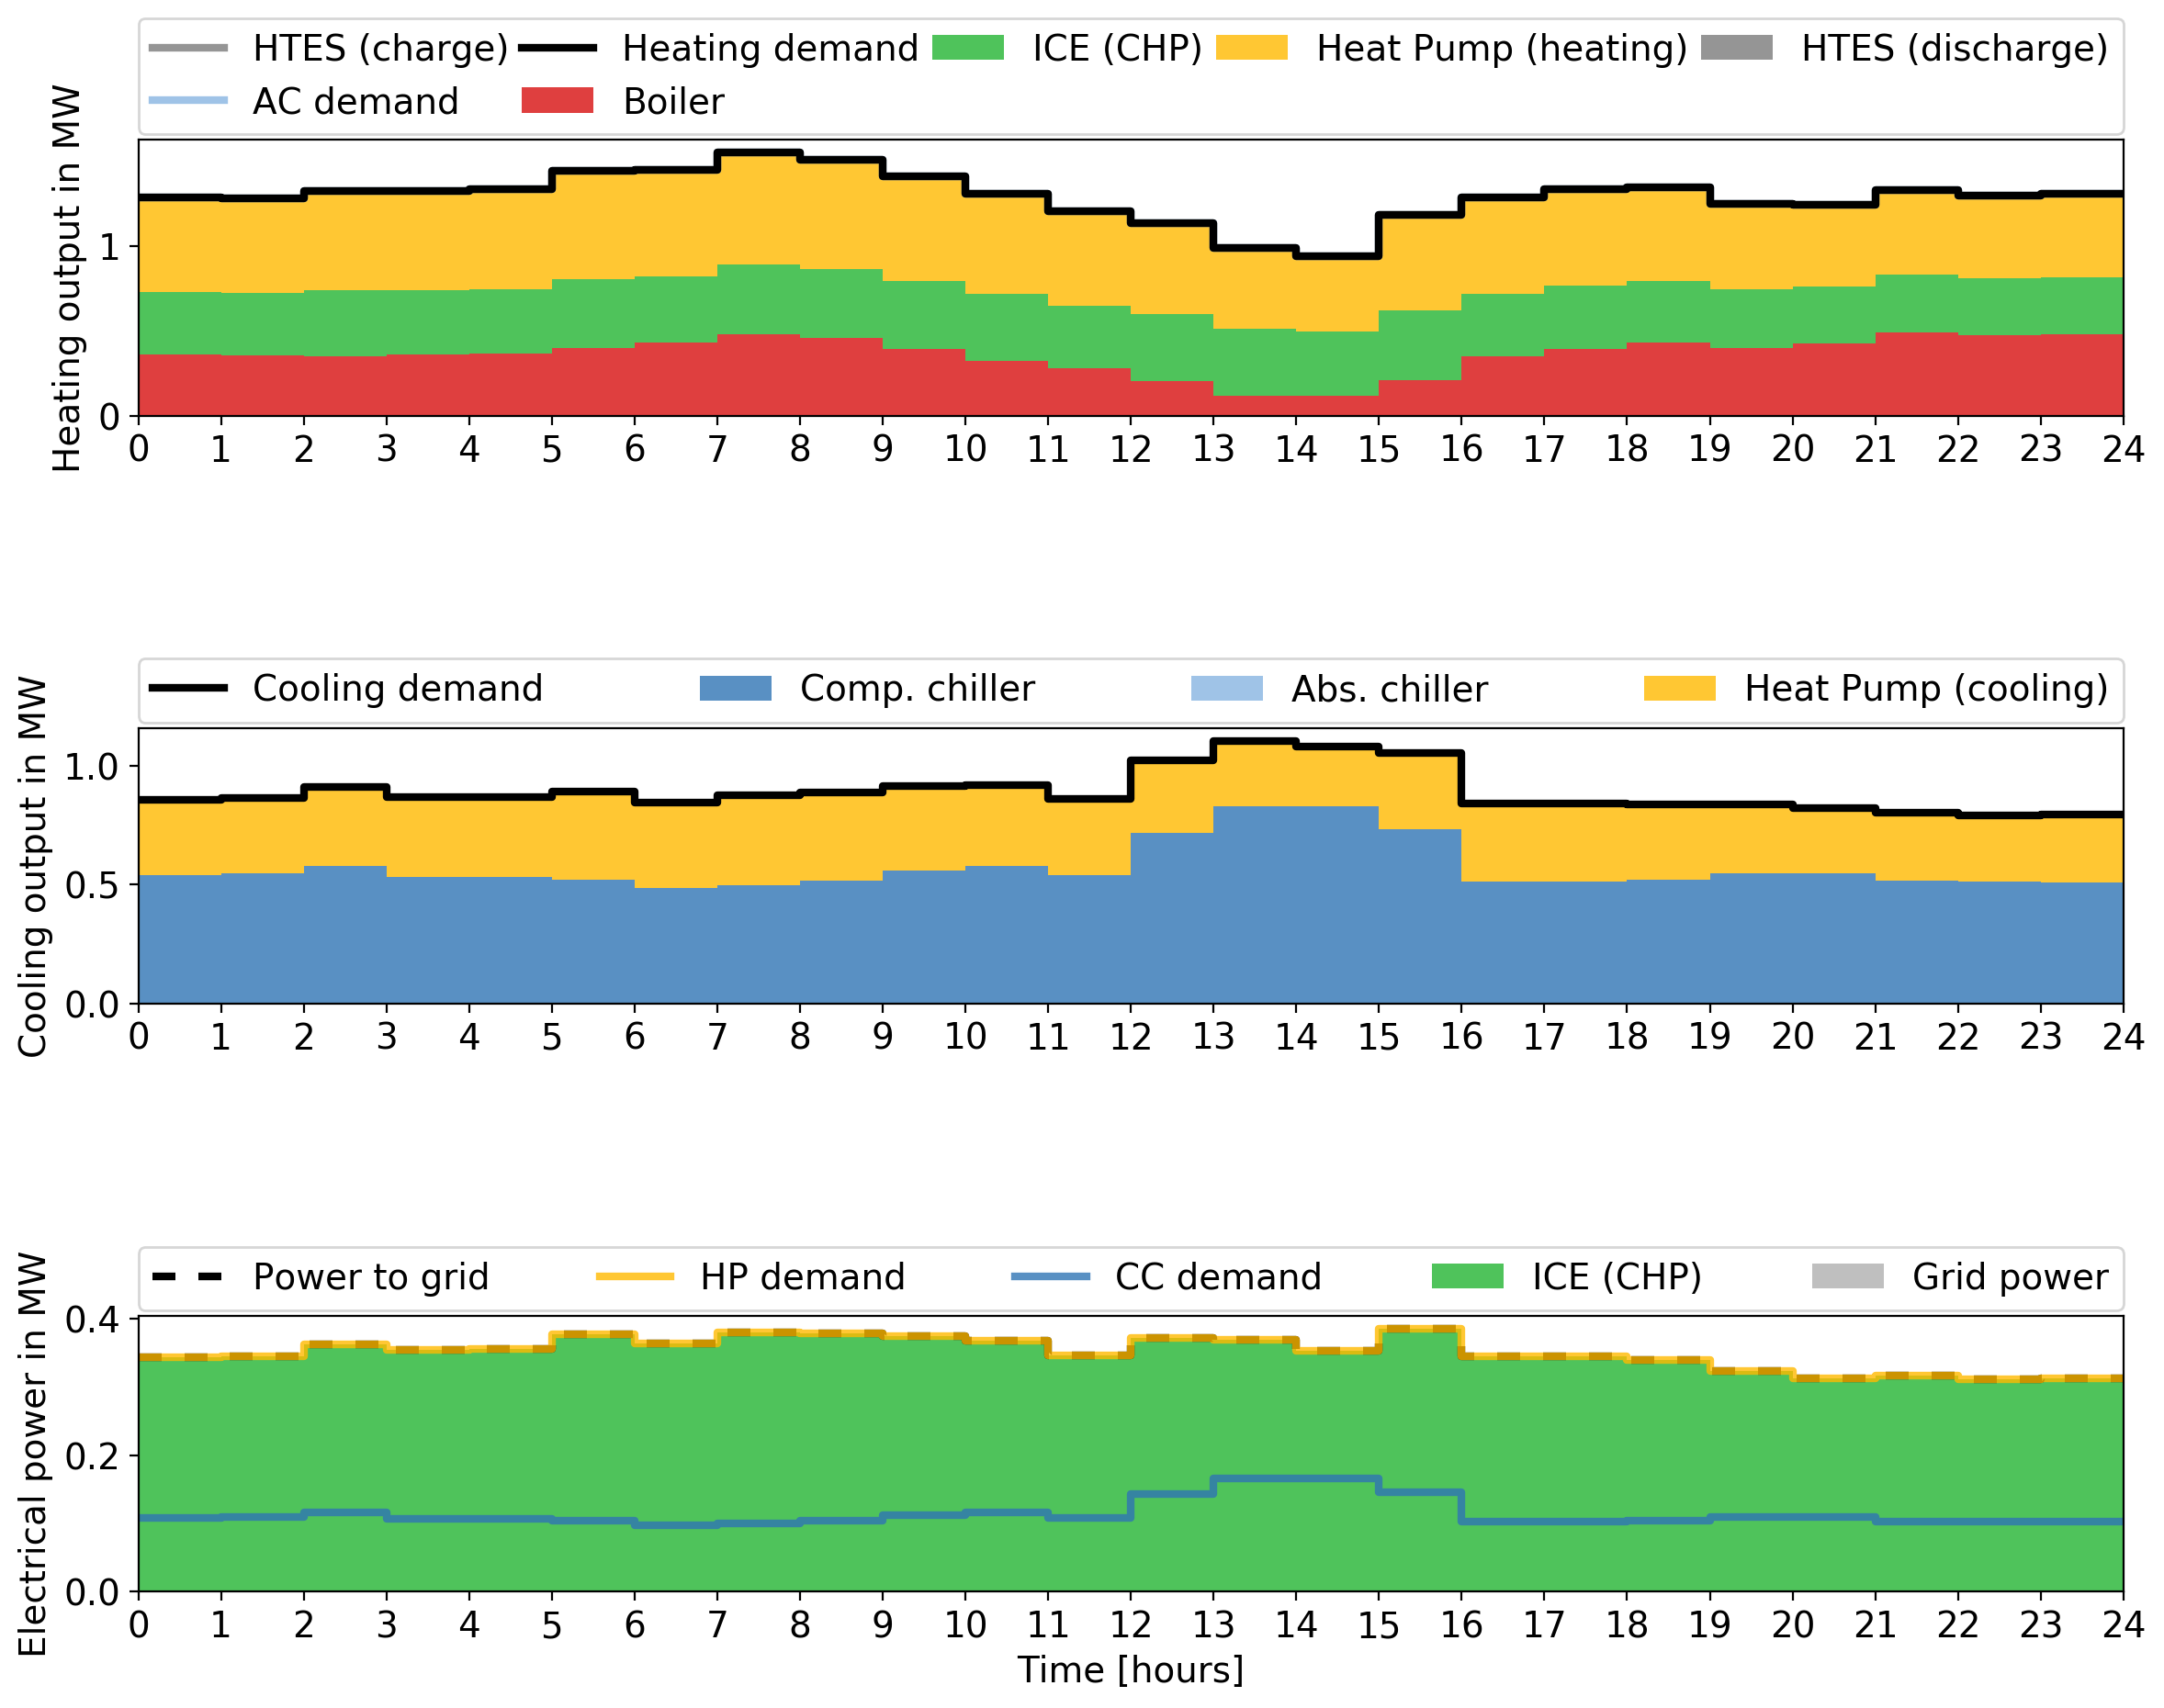 HTES (charge) Heating demand ICE (CHP) Heat Pump (heating) HTES (discharge)
AC demand Boiler
Heating output in MW
1
0
0 1 2 3 4 5 6 7 8 9 10 11 12 13 14 15 16 17 18 19 20 21 22 23 24
Cooling demand Comp. chiller Abs. chiller Heat Pump (cooling)
Cooling output in MW
1.0
0.5
0.0
0 1 2 3 4 5 6 7 8 9 10 11 12 13 14 15 16 17 18 19 20 21 22 23 24
Power to grid HP demand CC demand ICE (CHP) Grid power
Electrical power in MW
0.4
0.2
0.0
0 1 2 3 4 5 6 7 8 9 10 11 12 13 14 15 16 17 18 19 20 21 22 23 24
Time [hours]